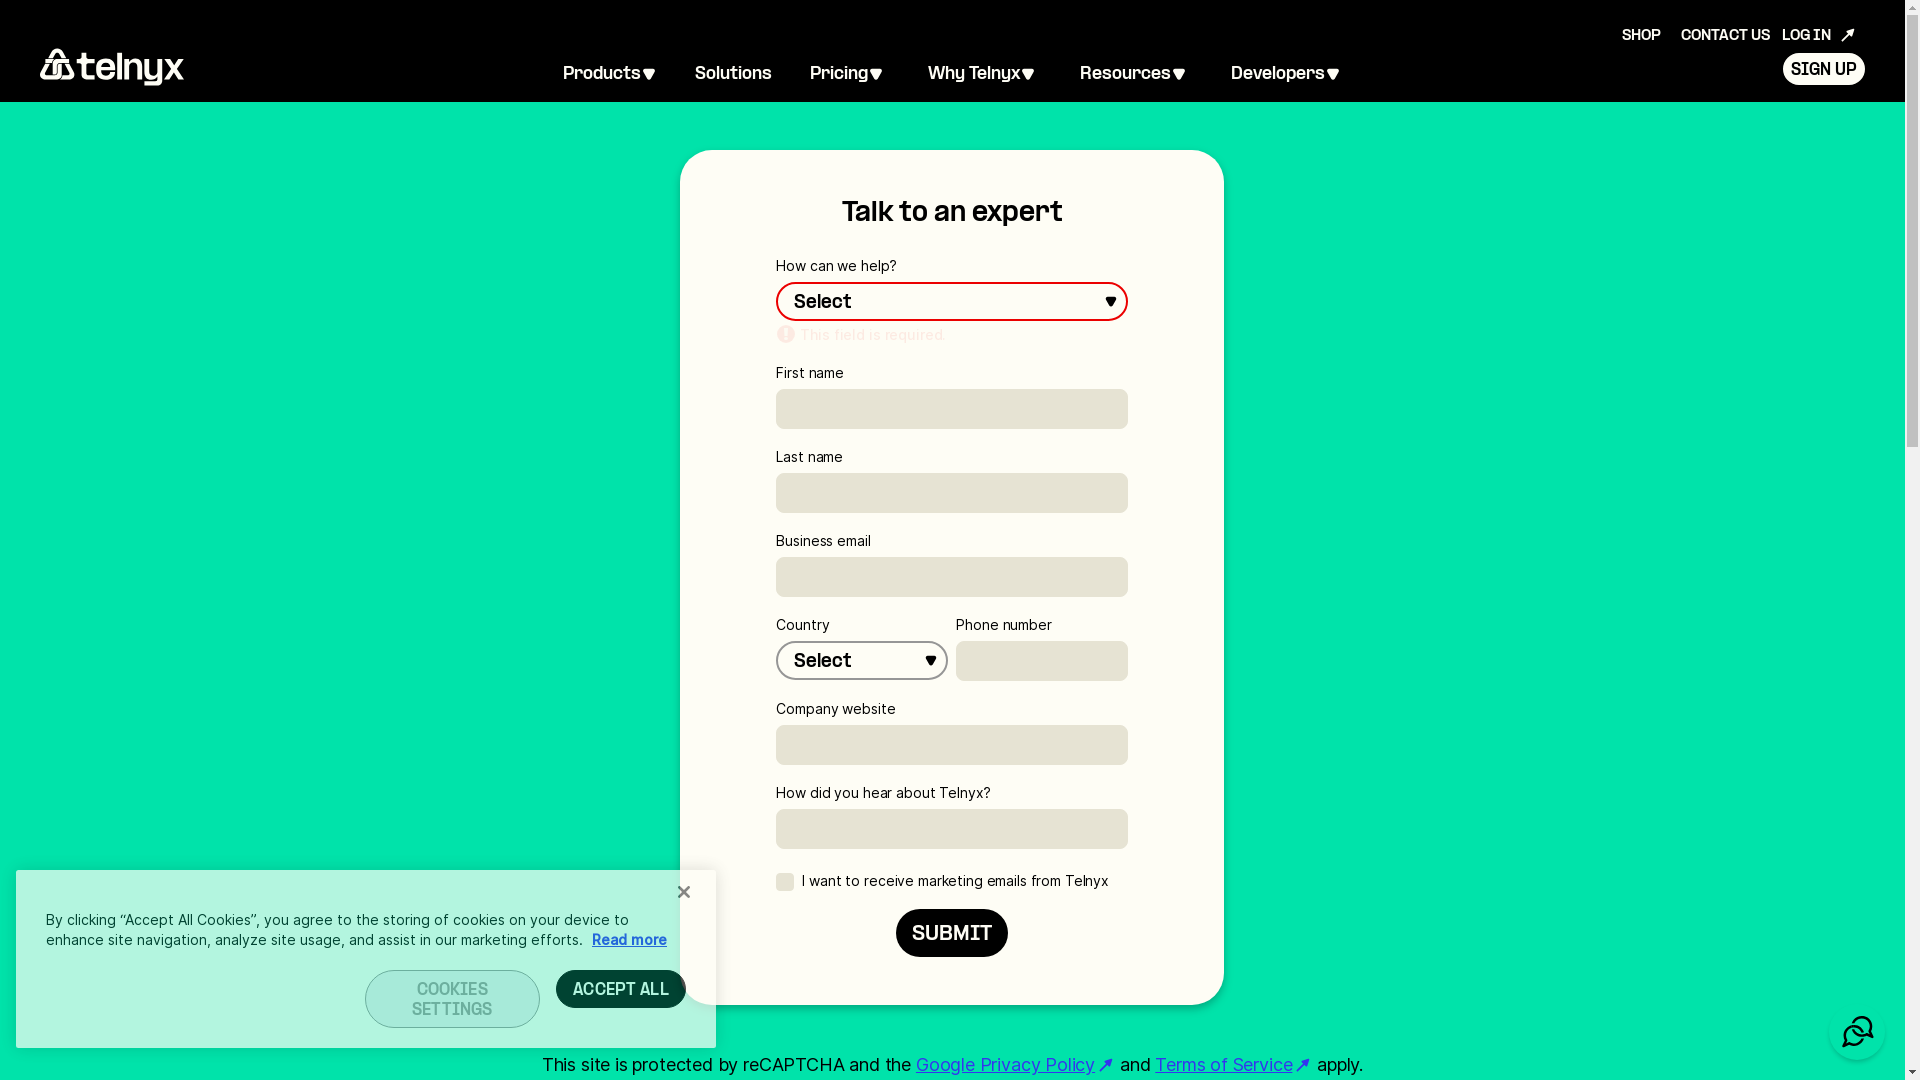 SHOP CONTACT US LOG IN
telnyx
Products Solutions Pricing Why Telnyx Resources Developers
SIGN UP
Talk to an expert
How can we help?
Select
This field is required.
First name
Last name
Business email
Country Phone number
Select
Company website
How did you hear about Telnyx?
I want to receive marketing emails from Telnyx
SUBMIT
By clicking “Accept All Cookies”, you agree to the storing of cookies on your device to
enhance site navigation, analyze site usage, and assist in our marketing efforts. Read more
COOKIES
SETTINGS
ACCEPT ALL
This site is protected by reCAPTCHA and the Google Privacy Policy and Terms of Service apply.